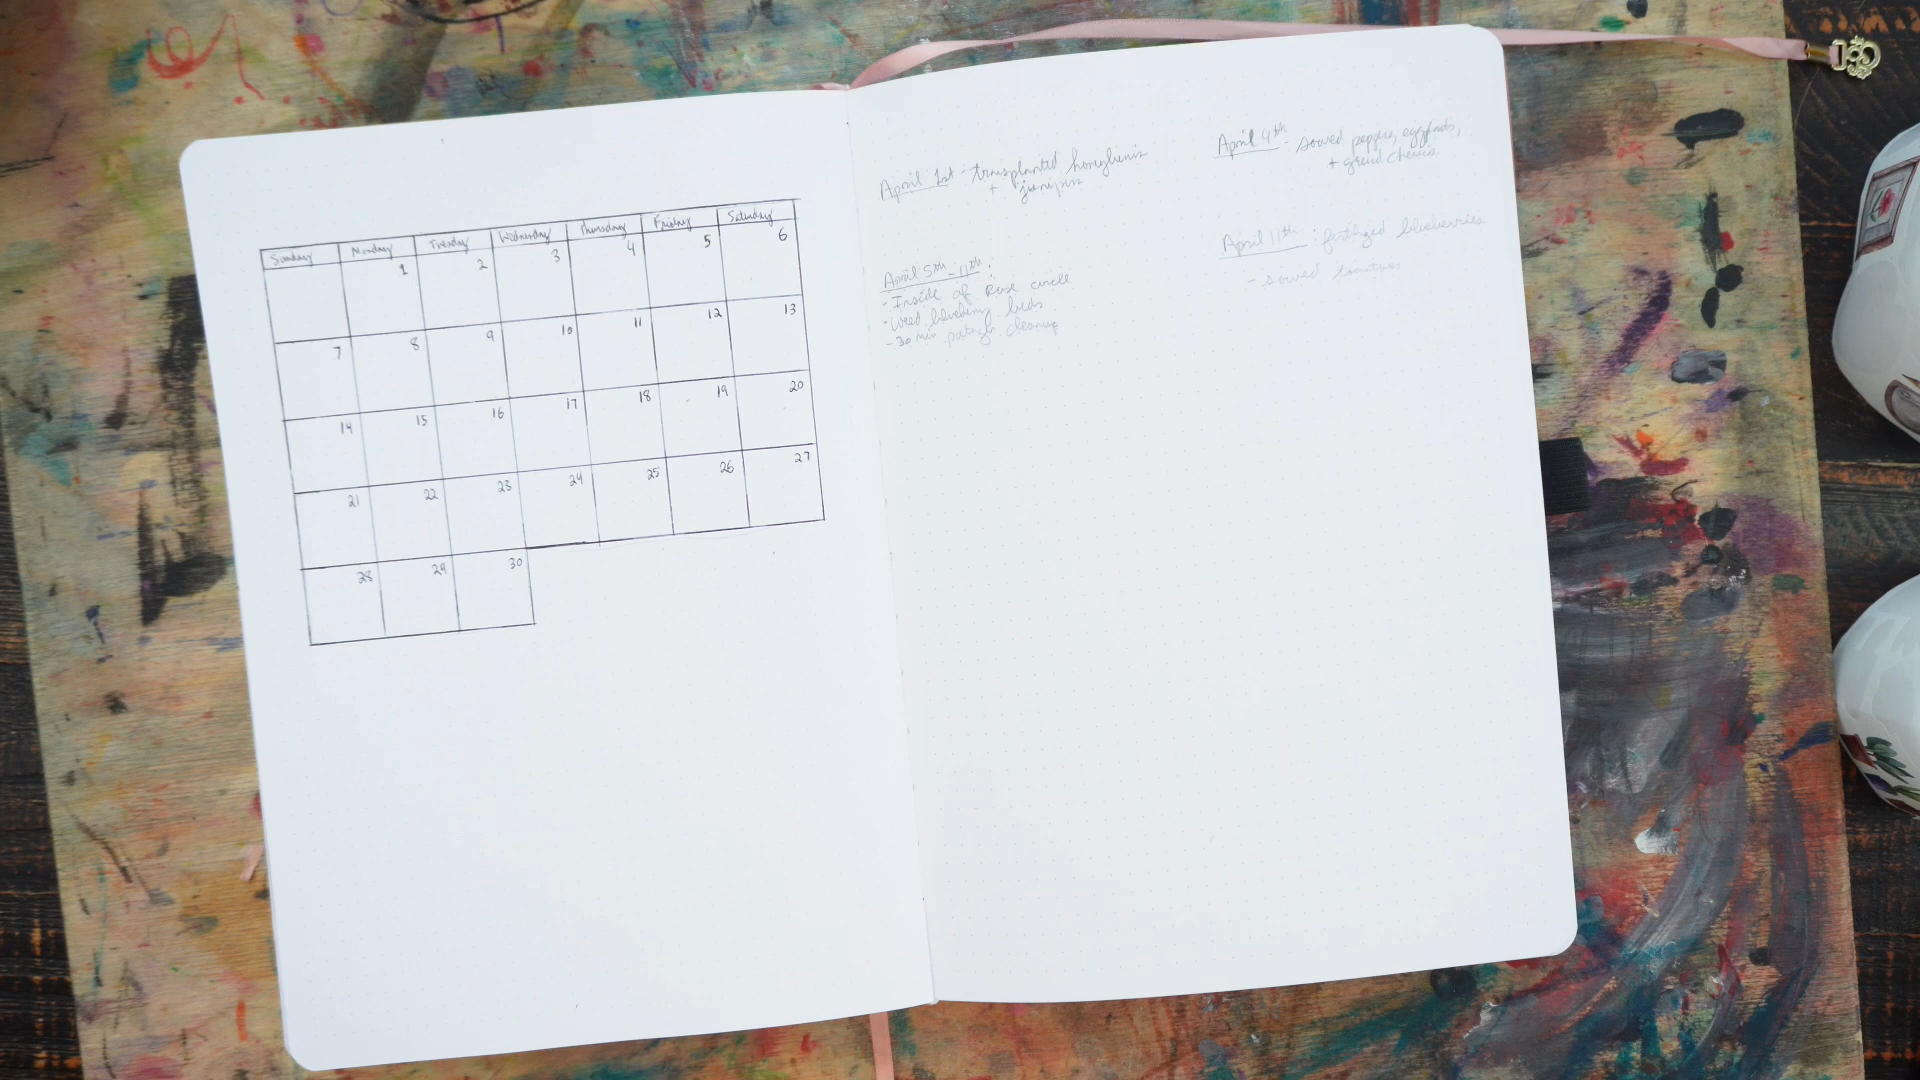 Sunday Monday Tuesday Wednesday Thursday Friday Saturday
1 2 3 4 5 6
7 8 9 10 11 12 13
14 15 16 17 18 19 20
21 22 23 24 25 26 27
28 29 30
April 1st - transplanted
+ 
April 5th - 11th:
- Inside of Rose circle
- weed blueberry beds
- 30 min patch cleanup
April 4th - sowed peppers, eggplants,
+ ground cherries.
April 11th: fertilized blueberries
- sowed tomatoes